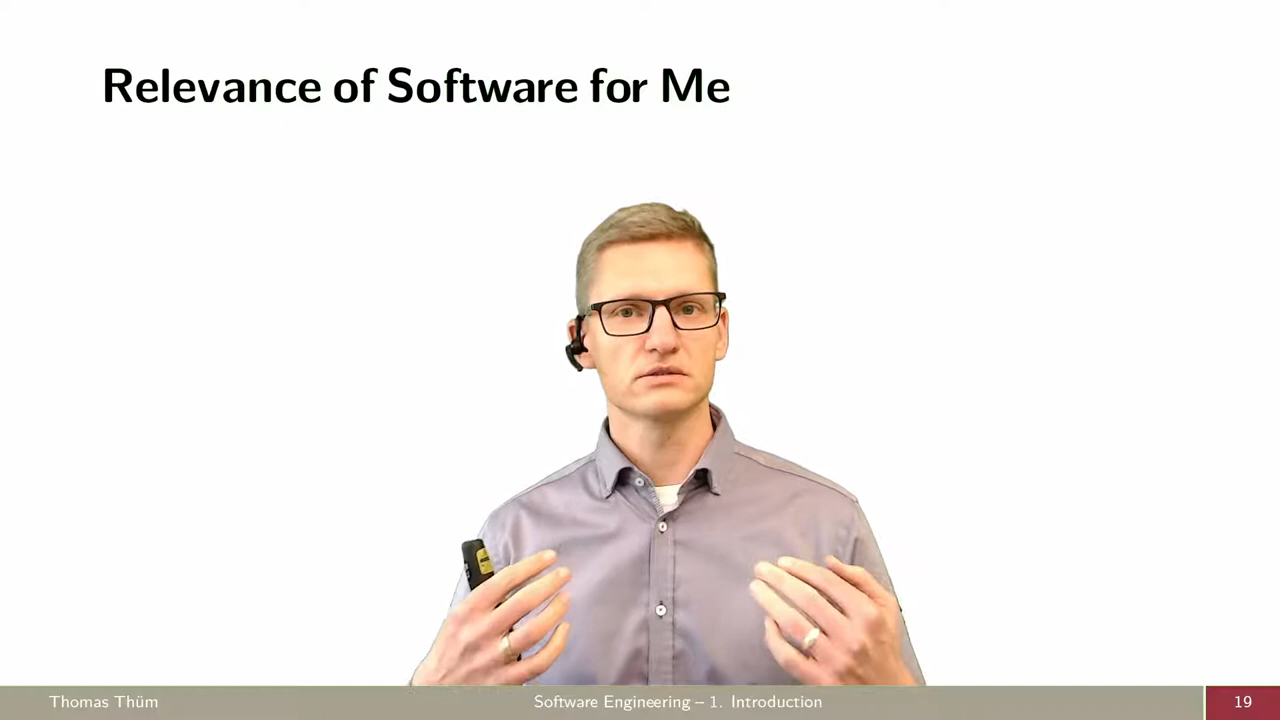 Relevance of Software for Me
Thomas Thüm
Software Engineering – 1. Introduction
19